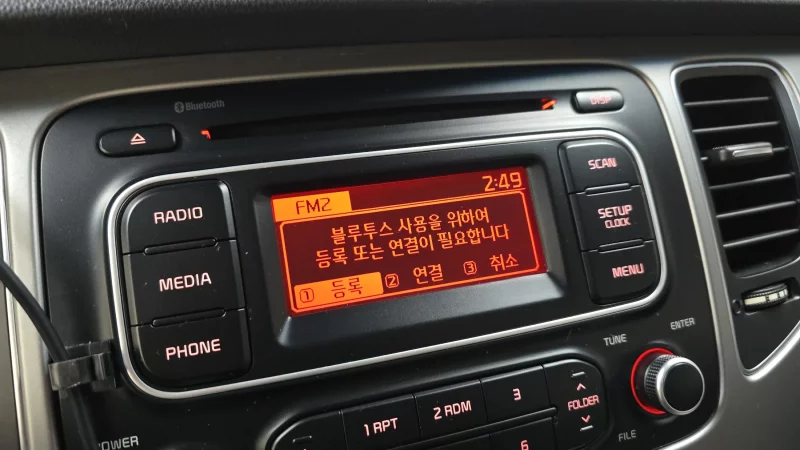 Bluetooth
DISP
RADIO
MEDIA
PHONE
FM2
2:49
블루투스 사용을 위하여
등록 또는 연결이 필요합니다
① 등록 ② 연결 ③ 취소
SCAN
SETUP
CLOCK
MENU
TUNE
ENTER
FILE
POWER
1 RPT
2 RDM
3
6
FOLDER